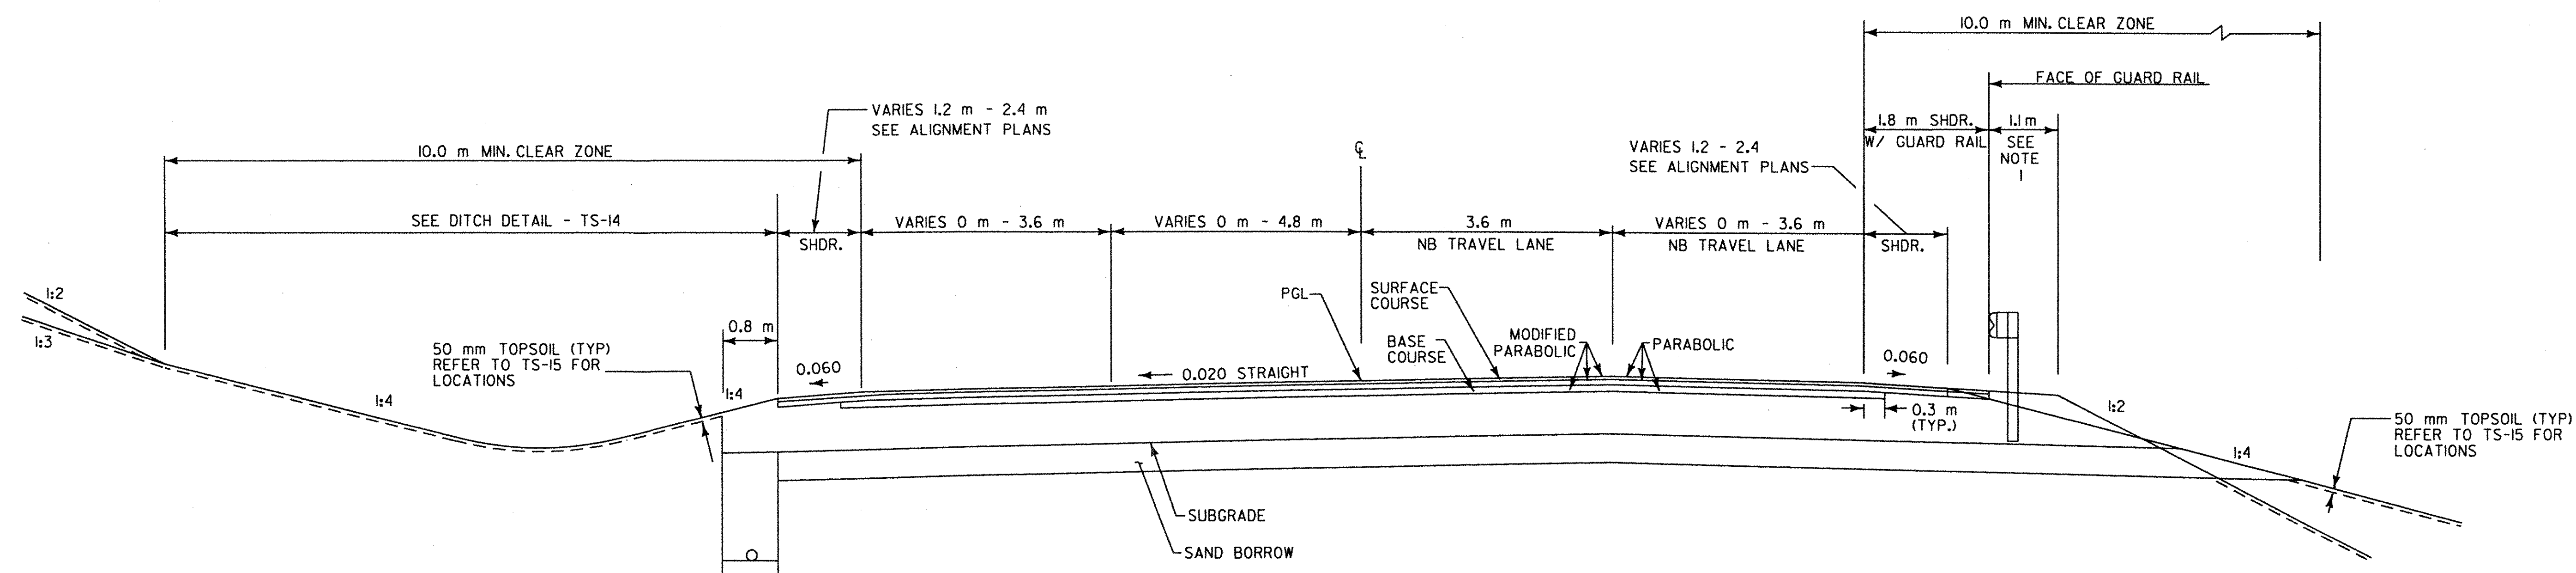 10.0 m MIN. CLEAR ZONE
FACE OF GUARD RAIL
VARIES 1.2 m - 2.4 m
SEE ALIGNMENT PLANS
1.8 m SHDR.
W/ GUARD RAIL
1.1 m
SEE
NOTE
1
10.0 m MIN. CLEAR ZONE
℄
VARIES 1.2 - 2.4
SEE ALIGNMENT PLANS
SEE DITCH DETAIL - TS-14
SHDR.
VARIES 0 m - 3.6 m
VARIES 0 m - 4.8 m
3.6 m
NB TRAVEL LANE
VARIES 0 m - 3.6 m
NB TRAVEL LANE
SHDR.
1:2
1:3
PGL
SURFACE
COURSE
0.8 m
50 mm TOPSOIL (TYP)
REFER TO TS-15 FOR
LOCATIONS
BASE
COURSE
MODIFIED
PARABOLIC
PARABOLIC
0.060
0.020 STRAIGHT
0.060
1:4
1:4
0.3 m
(TYP.)
1:2
1:4
50 mm TOPSOIL (TYP)
REFER TO TS-15 FOR
LOCATIONS
SUBGRADE
SAND BORROW